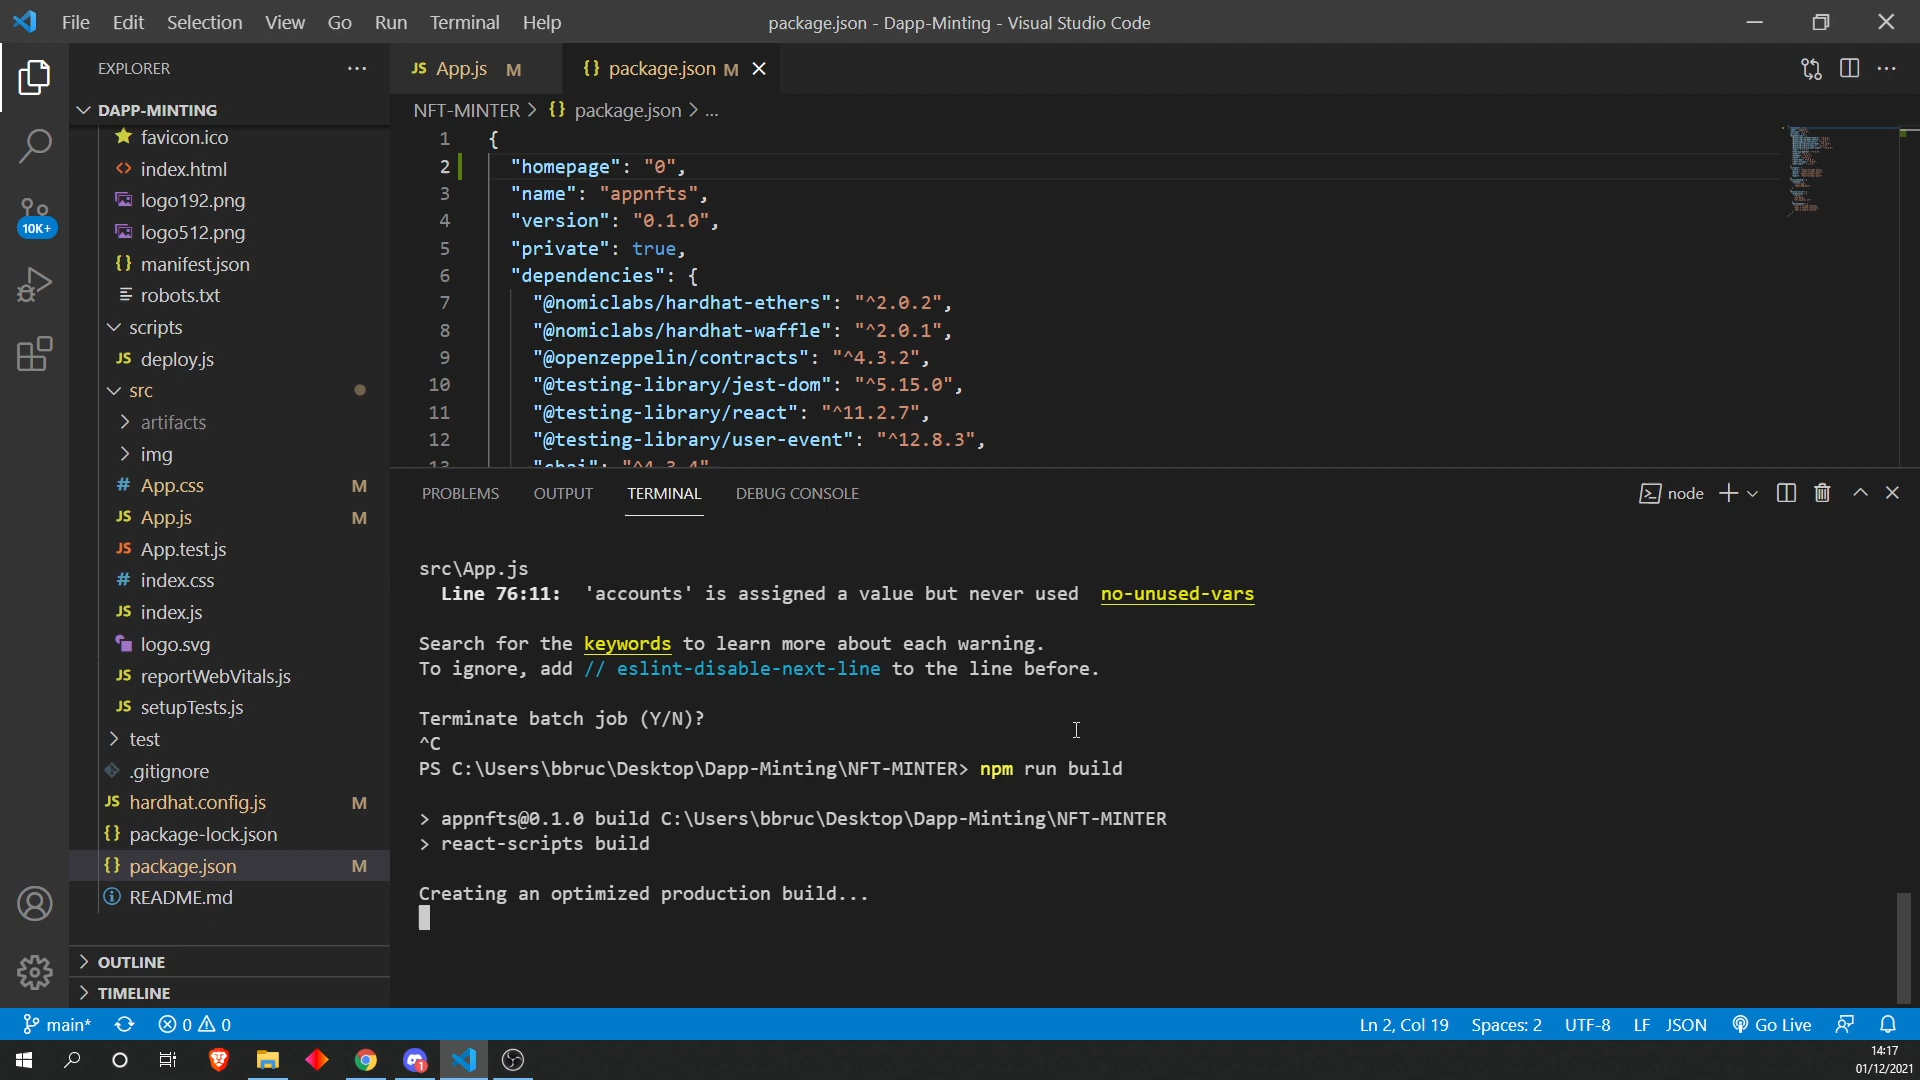 File Edit Selection View Go Run Terminal Help
package.json - Dapp-Minting - Visual Studio Code
EXPLORER
DAPP-MINTING
favicon.ico
index.html
logo192.png
logo512.png
manifest.json
robots.txt
scripts
deploy.js
src
artifacts
img
App.css M
App.js M
App.test.js
index.css
index.js
logo.svg
reportWebVitals.js
setupTests.js
test
.gitignore
hardhat.config.js M
package-lock.json
package.json M
README.md
OUTLINE
TIMELINE
10K+
JS App.js M
{} package.json M
NFT-MINTER > {} package.json > ...
1 {
2 "homepage": "0",
3 "name": "appnfts",
4 "version": "0.1.0",
5 "private": true,
6 "dependencies": {
7 "@nomiclabs/hardhat-ethers": "^2.0.2",
8 "@nomiclabs/hardhat-waffle": "^2.0.1",
9 "@openzeppelin/contracts": "^4.3.2",
10 "@testing-library/jest-dom": "^5.15.0",
11 "@testing-library/react": "^11.2.7",
12 "@testing-library/user-event": "^12.8.3",
13 "chai": "^4.3.4"
PROBLEMS OUTPUT TERMINAL DEBUG CONSOLE
node
src\App.js
Line 76:11: 'accounts' is assigned a value but never used no-unused-vars
Search for the keywords to learn more about each warning.
To ignore, add // eslint-disable-next-line to the line before.
Terminate batch job (Y/N)?
^C
PS C:\Users\bbruc\Desktop\Dapp-Minting\NFT-MINTER> npm run build
> appnfts@0.1.0 build C:\Users\bbruc\Desktop\Dapp-Minting\NFT-MINTER
> react-scripts build
Creating an optimized production build...
main* 0 0
Ln 2, Col 19 Spaces: 2 UTF-8 LF JSON Go Live
1
14:17
01/12/2021